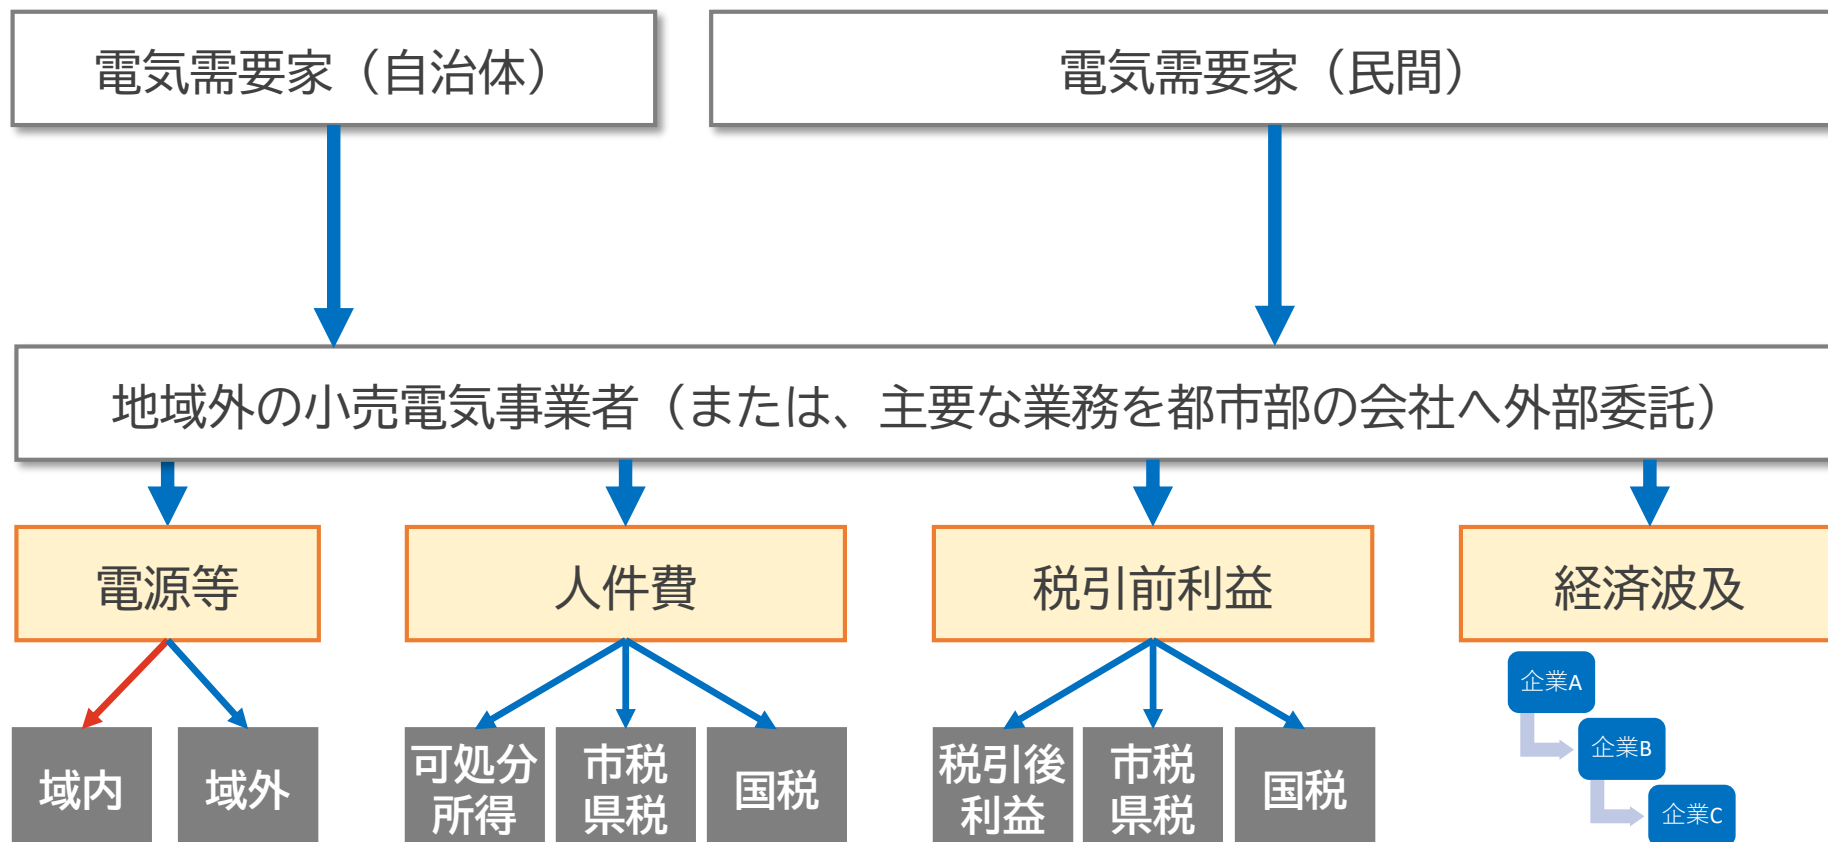 電気需要家（自治体）
電気需要家（民間）
地域外の小売電気事業者（または、主要な業務を都市部の会社へ外部委託）
電源等
人件費
税引前利益
経済波及
域内
域外
可処分
所得
市税
県税
国税
税引後
利益
市税
県税
国税
企業A
企業B
企業C